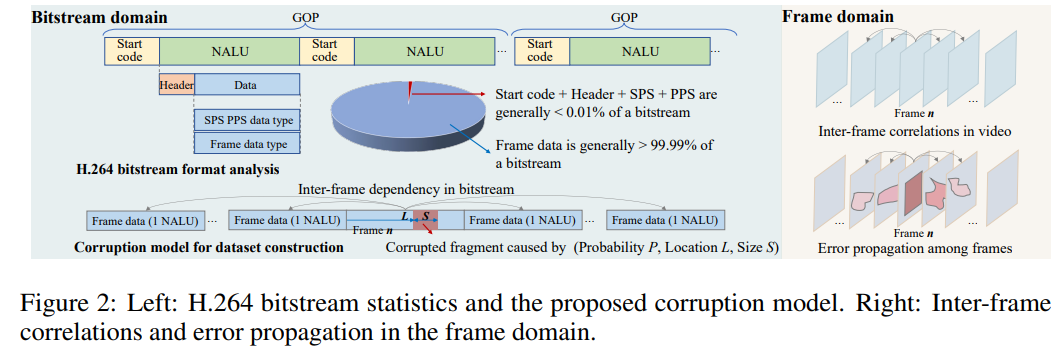 Bitstream domain
GOP
GOP
Start code
NALU
Start code
NALU
...
Start code
NALU
...
Header
Data
SPS PPS data type
Frame data type
H.264 bitstream format analysis
Start code + Header + SPS + PPS are
generally < 0.01% of a bitstream
Frame data is generally > 99.99% of
a bitstream
Inter-frame dependency in bitstream
Frame data (1 NALU)
...
Frame data (1 NALU)
L
S
Frame n
Frame data (1 NALU)
...
Frame data (1 NALU)
Corruption model for dataset construction
Corrupted fragment caused by (Probability P, Location L, Size S)
Frame domain
...
...
Frame n
Inter-frame correlations in video
...
...
Frame n
Error propagation among frames
Figure 2: Left: H.264 bitstream statistics and the proposed corruption model. Right: Inter-frame
correlations and error propagation in the frame domain.